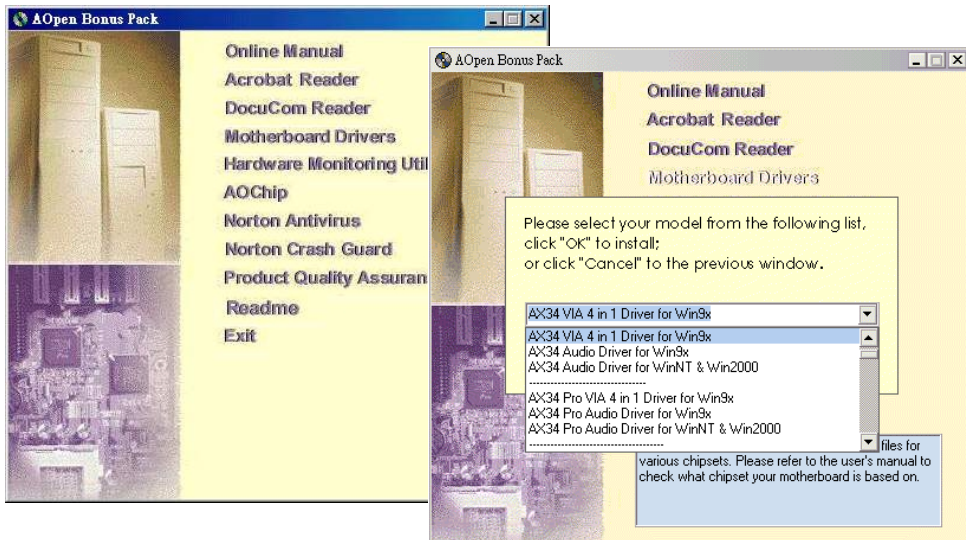 AOpen Bonus Pack
Online Manual
Acrobat Reader
DocuCom Reader
Motherboard Drivers
Hardware Monitoring Util
AOChip
Norton Antivirus
Norton Crash Guard
Product Quality Assuran
Readme
Exit
AOpen Bonus Pack
Online Manual
Acrobat Reader
DocuCom Reader
Motherboard Drivers
Please select your model from the following list,
click "OK" to install;
or click "Cancel" to the previous window.
AX34 VIA 4 in 1 Driver for Win9x
AX34 VIA 4 in 1 Driver for Win9x
AX34 Audio Driver for Win9x
AX34 Audio Driver for WinNT & Win2000
--------------------------------
AX34 Pro VIA 4 in 1 Driver for Win9x
AX34 Pro Audio Driver for Win9x
AX34 Pro Audio Driver for WinNT & Win2000
-------------------------------------
files for
various chipsets. Please refer to the user's manual to
check what chipset your motherboard is based on.